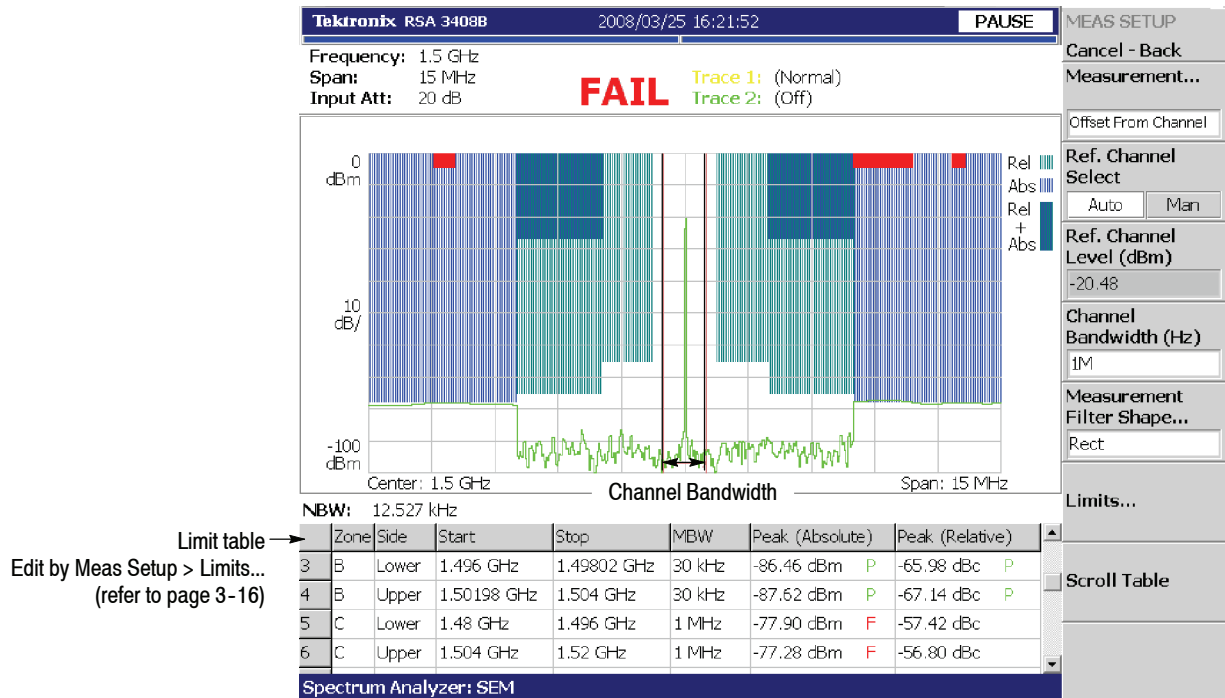 Tektronix RSA 3408B 2008/03/25 16:21:52 PAUSE
Frequency: 1.5 GHz
Span: 15 MHz
Input Att: 20 dB
FAIL
Trace 1: (Normal)
Trace 2: (Off)
0
dBm
10
dB/
-100
dBm
Rel
Abs
Rel
+
Abs
Center: 1.5 GHz
Channel Bandwidth
Span: 15 MHz
NBW: 12.527 kHz
Limit table
Edit by Meas Setup > Limits...
(refer to page 3-16)
Zone Side Start Stop MBW Peak (Absolute) Peak (Relative)
3 B Lower 1.496 GHz 1.49802 GHz 30 kHz -86.46 dBm P -65.98 dBc P
4 B Upper 1.50198 GHz 1.504 GHz 30 kHz -87.62 dBm P -67.14 dBc P
5 C Lower 1.48 GHz 1.496 GHz 1 MHz -77.90 dBm F -57.42 dBc
6 C Upper 1.504 GHz 1.52 GHz 1 MHz -77.28 dBm F -56.80 dBc
Spectrum Analyzer: SEM
MEAS SETUP
Cancel - Back
Measurement...
Offset From Channel
Ref. Channel
Select
Auto Man
Ref. Channel
Level (dBm)
-20.48
Channel
Bandwidth (Hz)
1M
Measurement
Filter Shape...
Rect
Limits...
Scroll Table